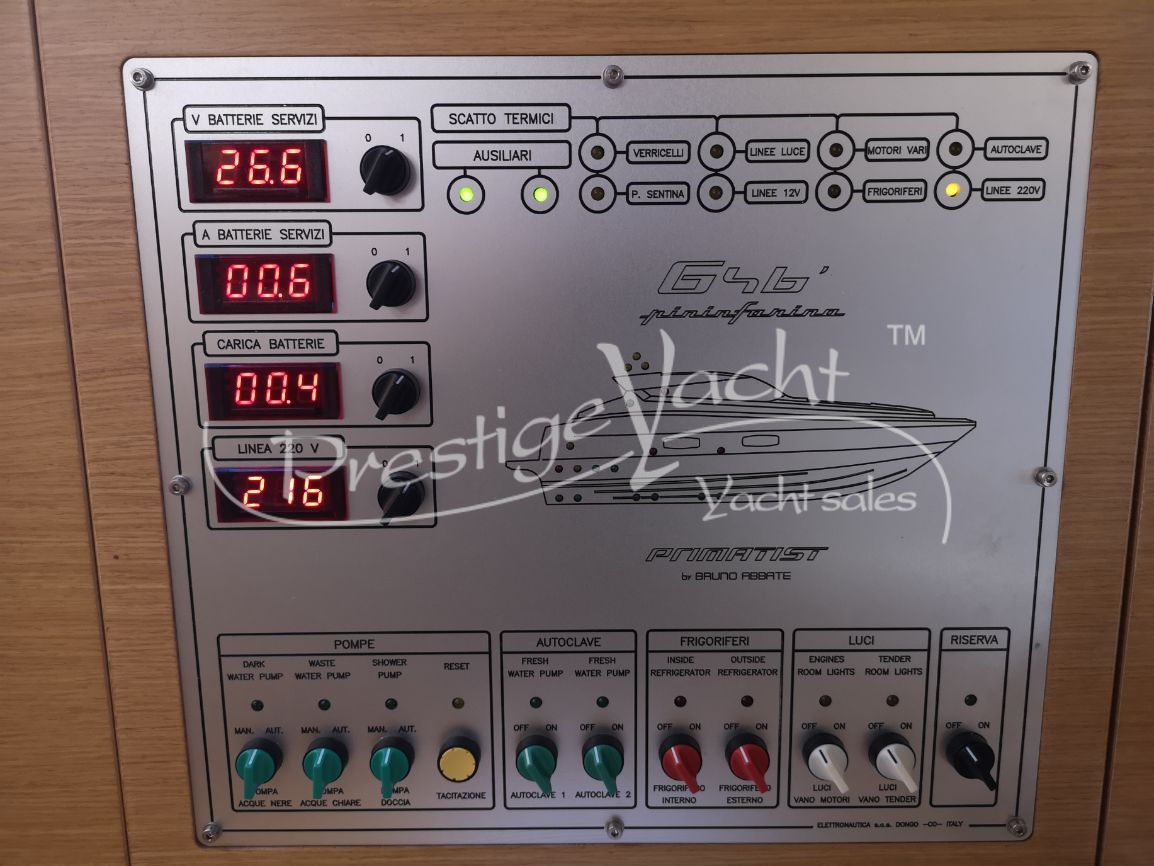 V BATTERIE SERVIZI
0 1
26.6
A BATTERIE SERVIZI
0 1
00.6
CARICA BATTERIE
0 1
00.4
LINEA 220 V
0 1
216
SCATTO TERMICI
AUSILIARI
VERRICELLI
LINEE LUCE
MOTORI VARI
AUTOCLAVE
P. SENTINA
LINEE 12V
FRIGORIFERI
LINEE 220V
G46'
pininfarina
TM
Prestige Yacht
Yacht sales
PRIMATIST
by BRUNO ABBATE
POMPE
DARK
WATER PUMP
WASTE
WATER PUMP
SHOWER
PUMP
RESET
MAN. AUT.
MAN. AUT.
MAN. AUT.
POMPA
ACQUE NERE
POMPA
ACQUE CHIARE
POMPA
DOCCIA
TACITAZIONE
AUTOCLAVE
FRESH
WATER PUMP
FRESH
WATER PUMP
OFF ON
OFF ON
AUTOCLAVE 1
AUTOCLAVE 2
FRIGORIFERI
INSIDE
REFRIGERATOR
OUTSIDE
REFRIGERATOR
OFF ON
OFF ON
FRIGORIFERO
INTERNO
FRIGORIFERO
ESTERNO
LUCI
ENGINES
ROOM LIGHTS
TENDER
ROOM LIGHTS
OFF ON
OFF ON
LUCI
VANO MOTORI
LUCI
VANO TENDER
RISERVA
OFF ON
ELETTRONAUTICA s.a.s. DONGO -CO- ITALY